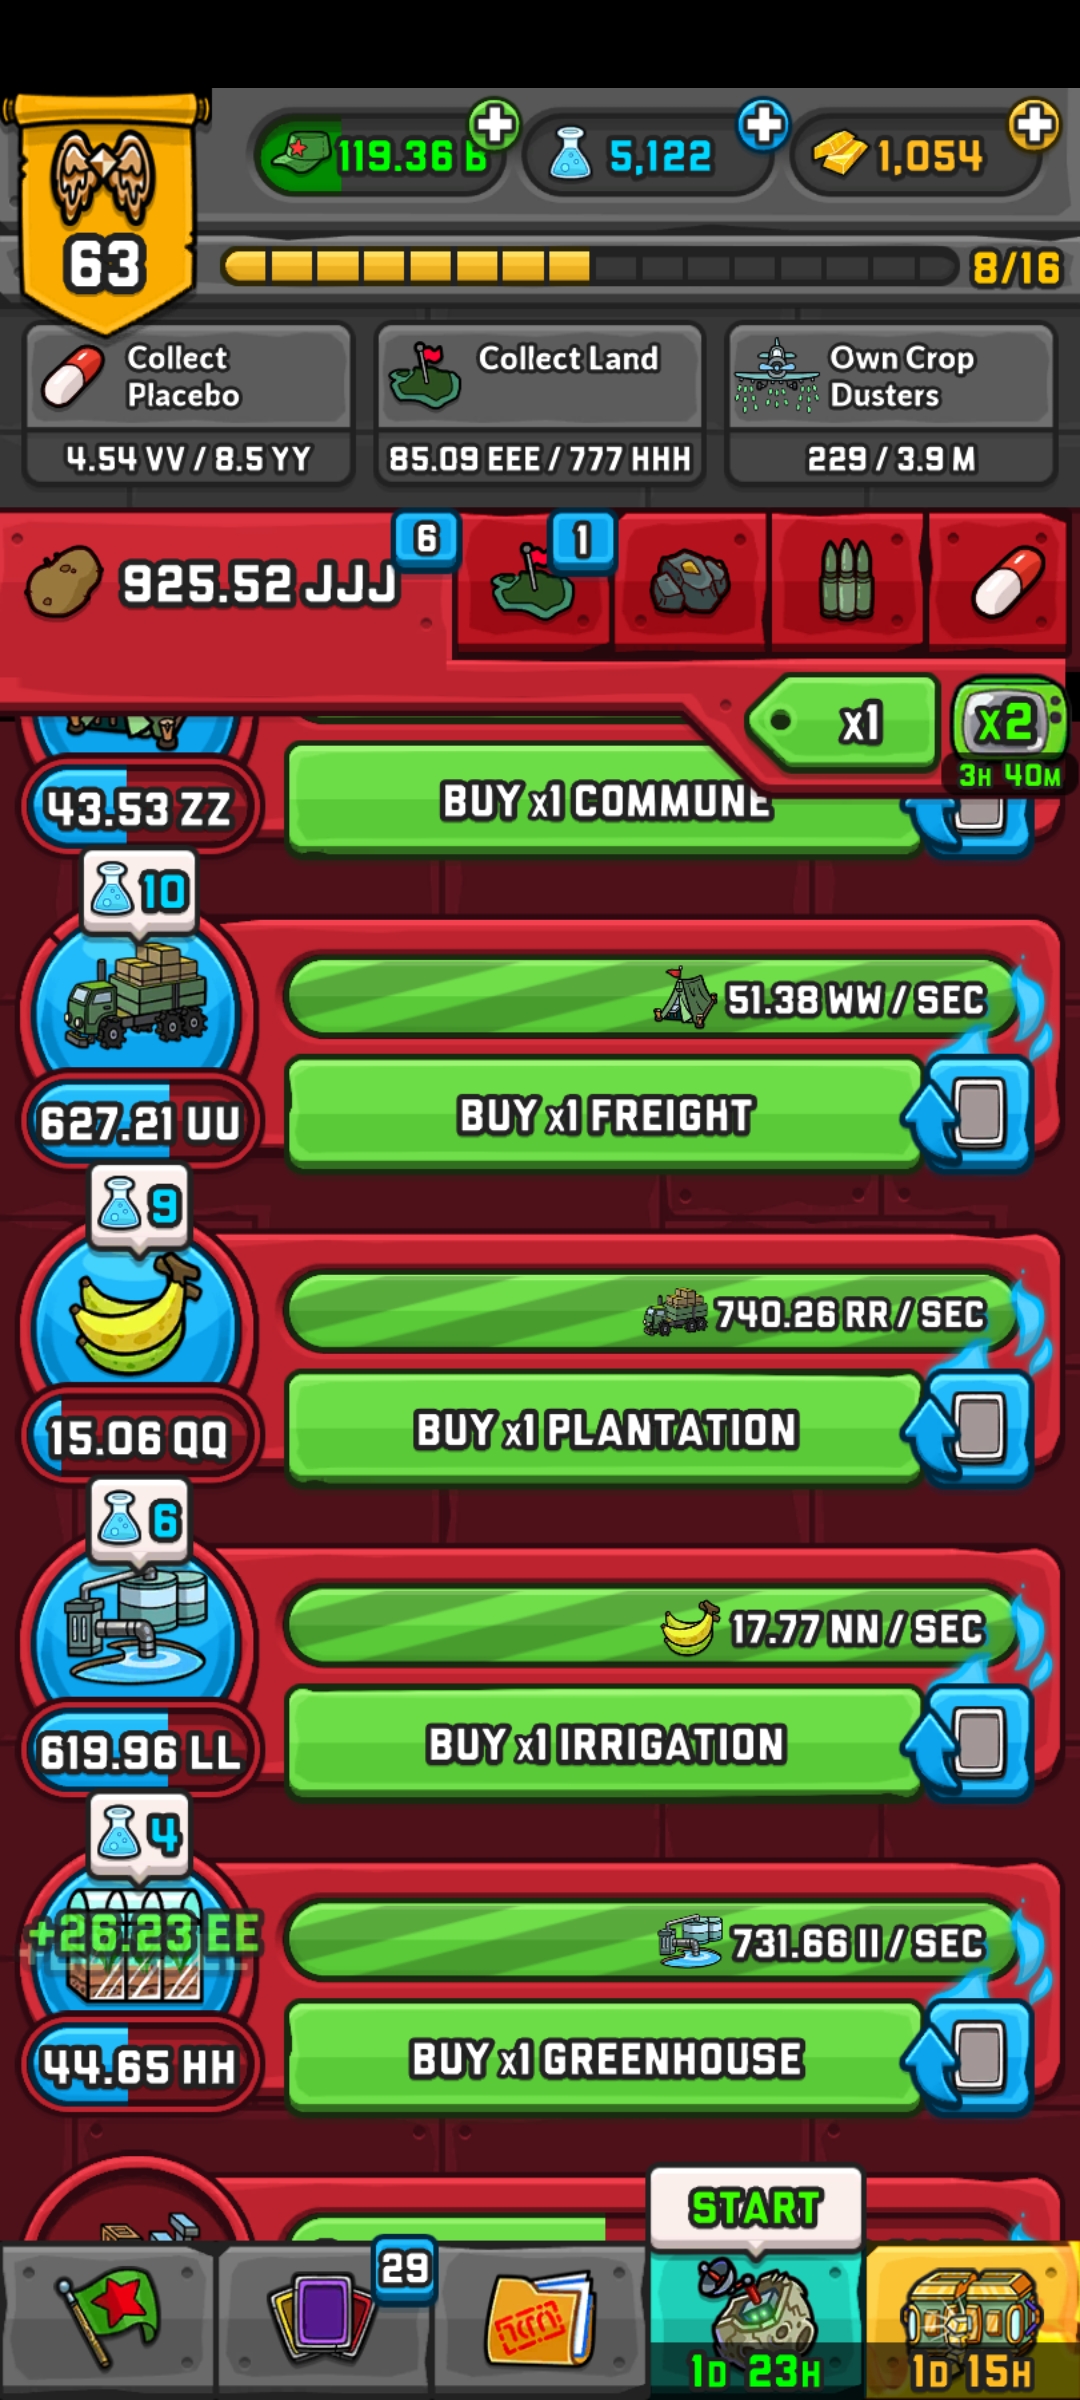 119.36 B
5,122
1,054
63
8/16
Collect
Placebo
4.54 VV / 8.5 YY
Collect Land
85.09 EEE / 777 HHH
Own Crop
Dusters
229 / 3.9 M
925.52 JJJ
6
1
x1
x2
3H 40M
43.53 ZZ
BUY x1 COMMUNE
10
51.38 WW / SEC
627.21 UU
BUY x1 FREIGHT
9
740.26 RR / SEC
15.06 QQ
BUY x1 PLANTATION
6
17.77 NN / SEC
619.96 LL
BUY x1 IRRIGATION
4
+26.23 EE
731.66 II / SEC
44.65 HH
BUY x1 GREENHOUSE
START
29
1D 23H
1D 15H